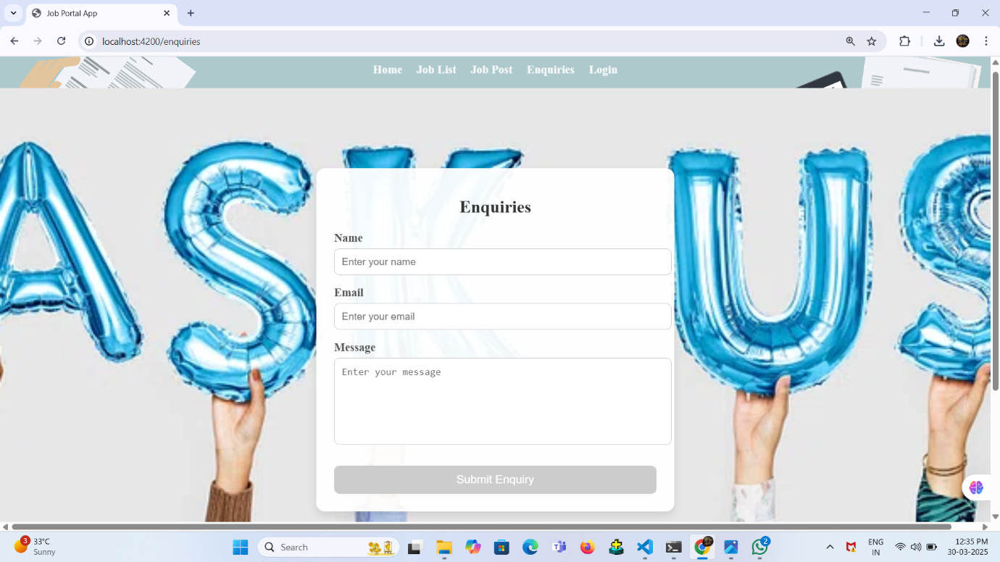 Job Portal App
localhost:4200/enquiries
Home Job List Job Post Enquiries Login
ASK US
Enquiries
Name
Enter your name
Email
Enter your email
Message
Enter your message
Submit Enquiry
3
33°C
Sunny
Search
2
ENG
IN
12:35 PM
30-03-2025